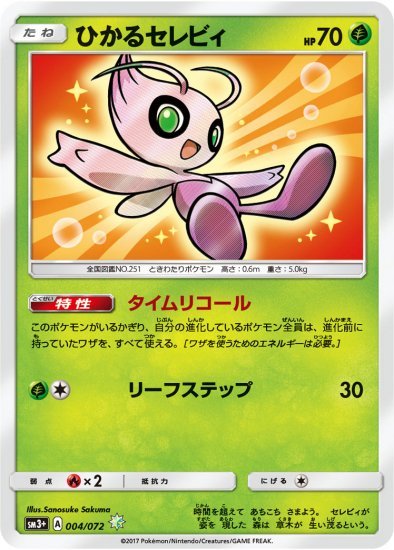 たね ひかるセレビィ HP70
全国図鑑NO.251 ときわたりポケモン 高さ:0.6m 重さ:5.0kg
とくせい
特性 タイムリコール
このポケモンがいるかぎり、自分の進化しているポケモン全員は、進化前に
持っていたワザを、すべて使える。[ワザを使うためのエネルギーは必要。]
リーフステップ 30
弱点 ×2 抵抗力 にげる
Illus.Sanosuke Sakuma
SM3+ A 004/072
時間を超えて あちこち さまよう。 セレビィが
姿を 現した 森は 草木が 生い茂るという。
©2017 Pokémon/Nintendo/Creatures/GAME FREAK.